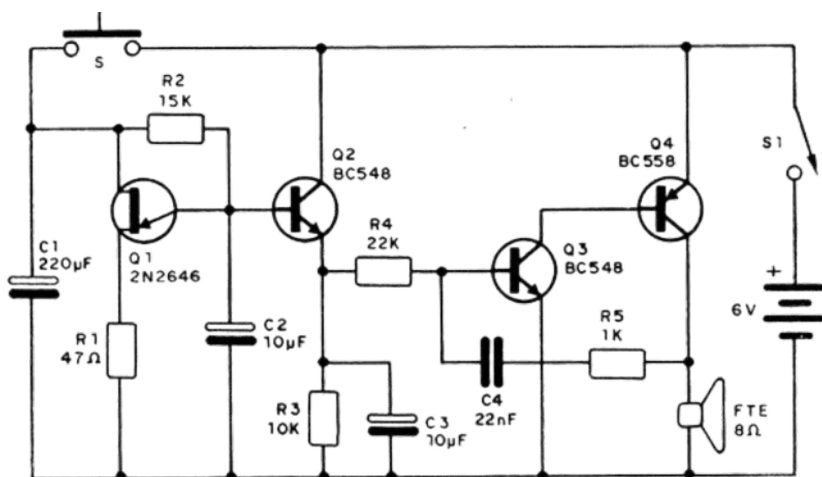 S
R2
15K
Q2
BC548
Q4
BC558
S1
R4
22K
Q3
BC548
C1
220µF
Q1
2N2646
+
6V
R5
1K
C2
10µF
R1
47Ω
C4
22nF
R3
10K
C3
10µF
FTE
8Ω